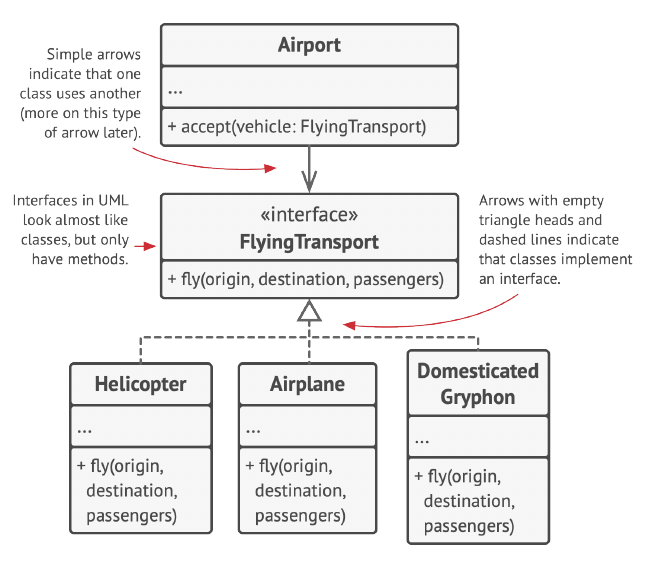 Airport
...
+ accept(vehicle: FlyingTransport)
Simple arrows
indicate that one
class uses another
(more on this type
of arrow later).
«interface»
FlyingTransport
+ fly(origin, destination, passengers)
Interfaces in UML
look almost like
classes, but only
have methods.
Arrows with empty
triangle heads and
dashed lines indicate
that classes implement
an interface.
Helicopter
...
+ fly(origin,
destination,
passengers)
Airplane
...
+ fly(origin,
destination,
passengers)
Domesticated
Gryphon
...
+ fly(origin,
destination,
passengers)